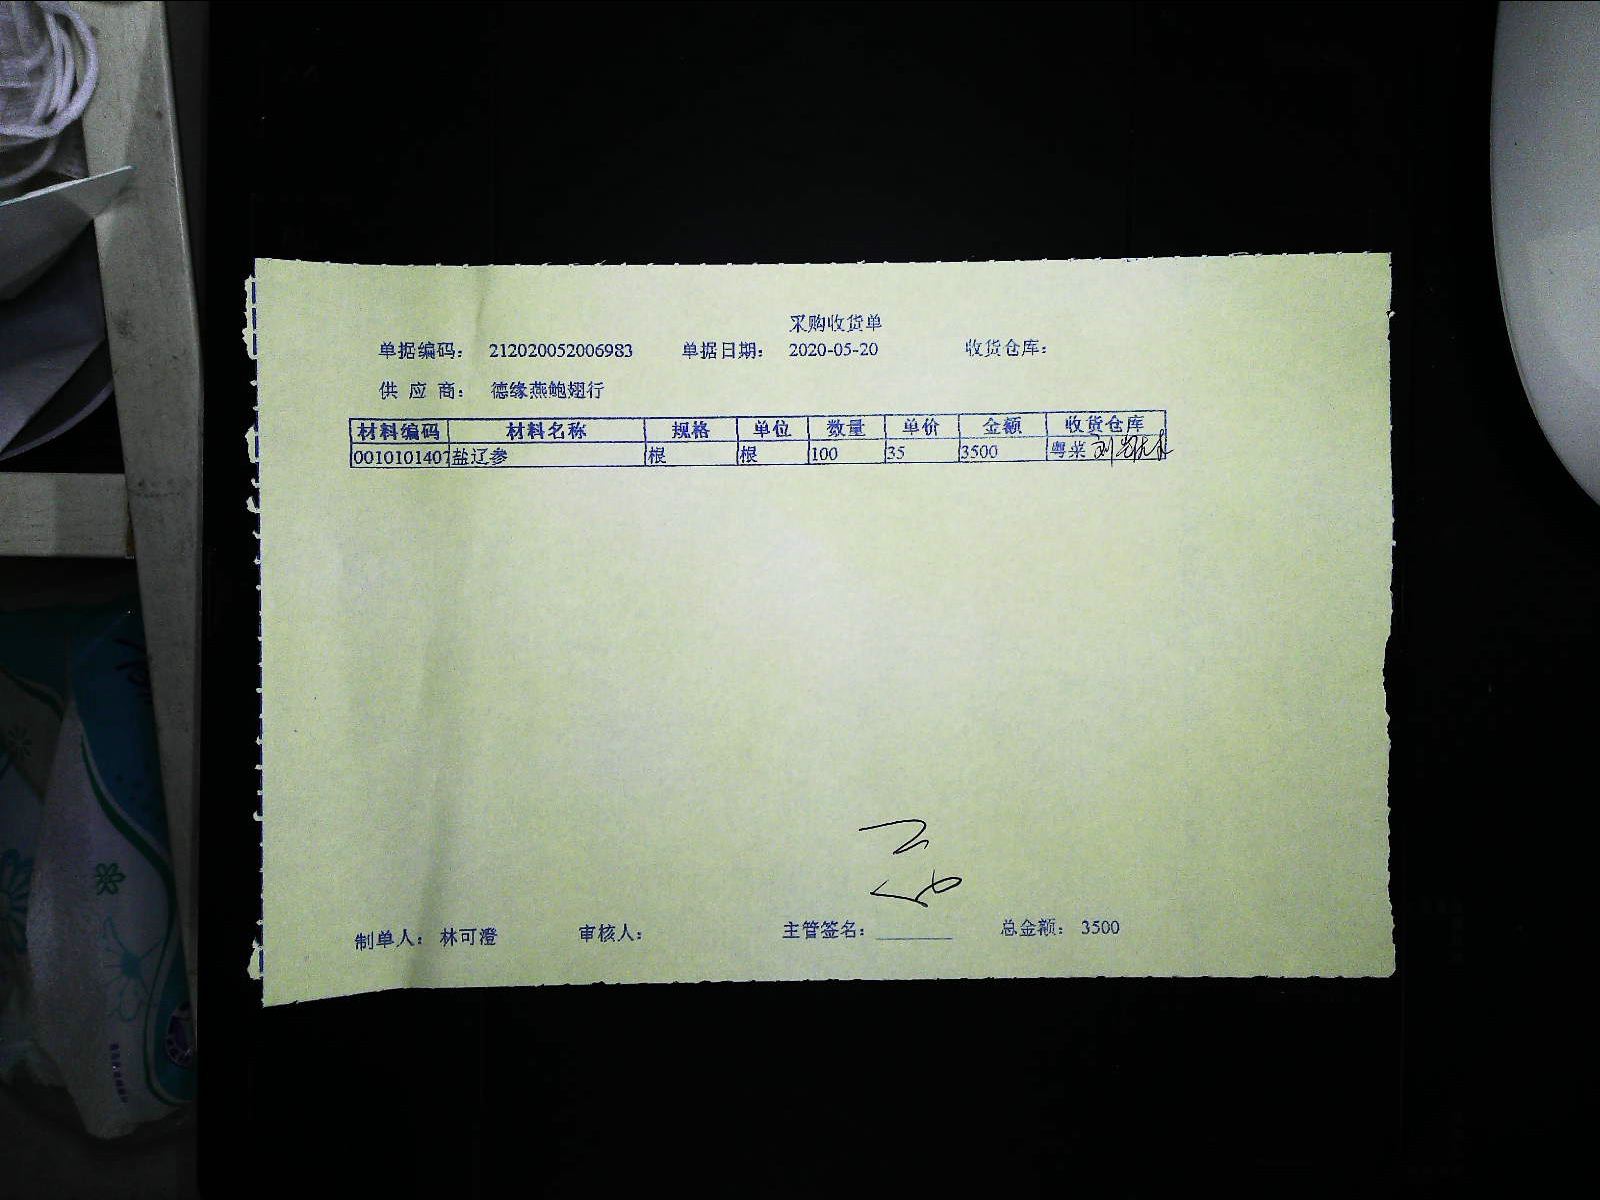 采购收货单
单据编码： 212020052006983 单据日期： 2020-05-20 收货仓库：
供 应 商： 德缘燕鲍翅行
材料编码 材料名称 规格 单位 数量 单价 金额 收货仓库
0010101407 盐辽参 根 根 100 35 3500 粤菜
制单人： 林可澄 审核人： 主管签名：________ 总金额： 3500